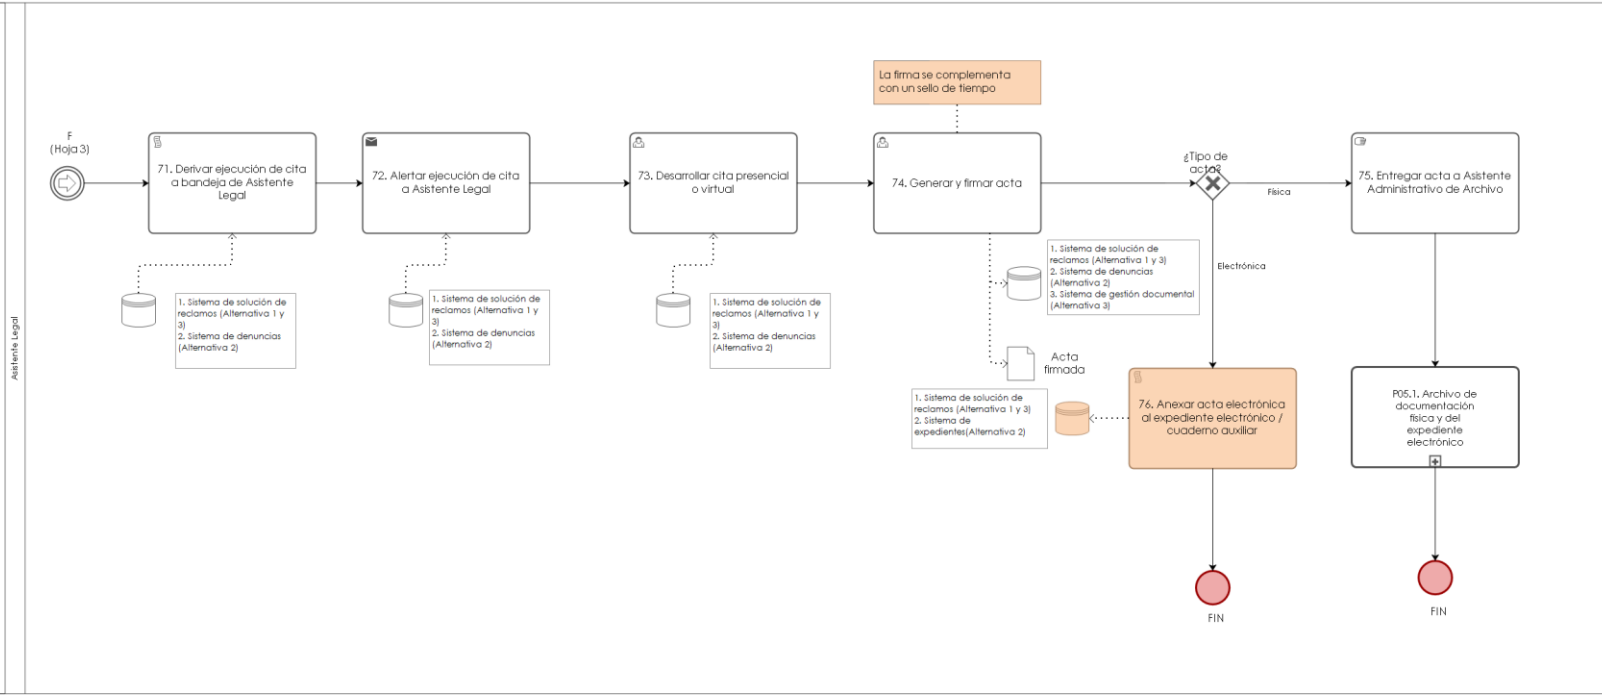 Asistente Legal
F
(Hoja 3)
71. Derivar ejecución de cita
a bandeja de Asistente
Legal
1. Sistema de solución de
reclamos (Alternativa 1 y
3)
2. Sistema de denuncias
(Alternativa 2)
72. Alertar ejecución de cita
a Asistente Legal
1. Sistema de solución de
reclamos (Alternativa 1 y
3)
2. Sistema de denuncias
(Alternativa 2)
73. Desarrollar cita presencial
o virtual
1. Sistema de solución de
reclamos (Alternativa 1 y
3)
2. Sistema de denuncias
(Alternativa 2)
La firma se complementa
con un sello de tiempo
74. Generar y firmar acta
1. Sistema de solución de
reclamos (Alternativa 1 y 3)
2. Sistema de denuncias
(Alternativa 2)
3. Sistema de gestión documental
(Alternativa 3)
Acta
firmada
¿Tipo de
acta?
Física
Electrónica
75. Entregar acta a Asistente
Administrativo de Archivo
1. Sistema de solución de
reclamos (Alternativa 1 y 3)
2. Sistema de
expedientes(Alternativa 2)
76. Anexar acta electrónica
al expediente electrónico /
cuaderno auxiliar
P05.1. Archivo de
documentación
física y del
expediente
electrónico
FIN
FIN